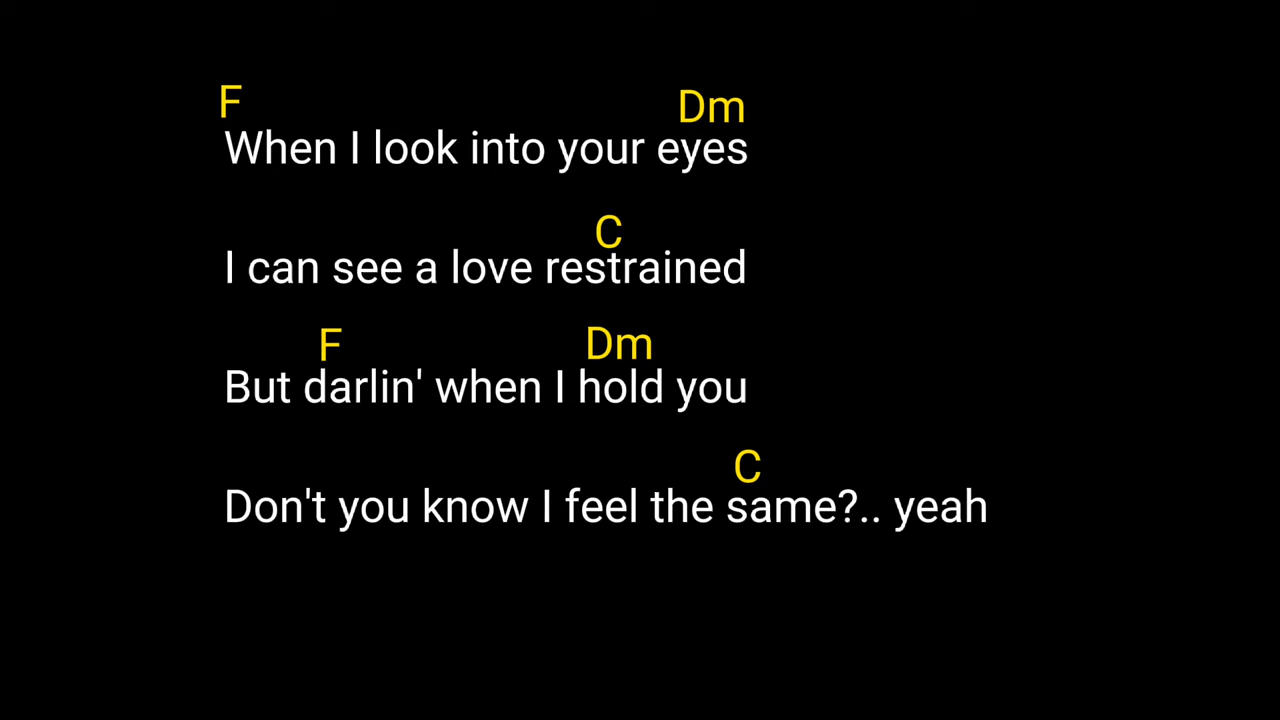 F Dm
When I look into your eyes
C
I can see a love restrained
F Dm
But darlin' when I hold you
C
Don't you know I feel the same?.. yeah